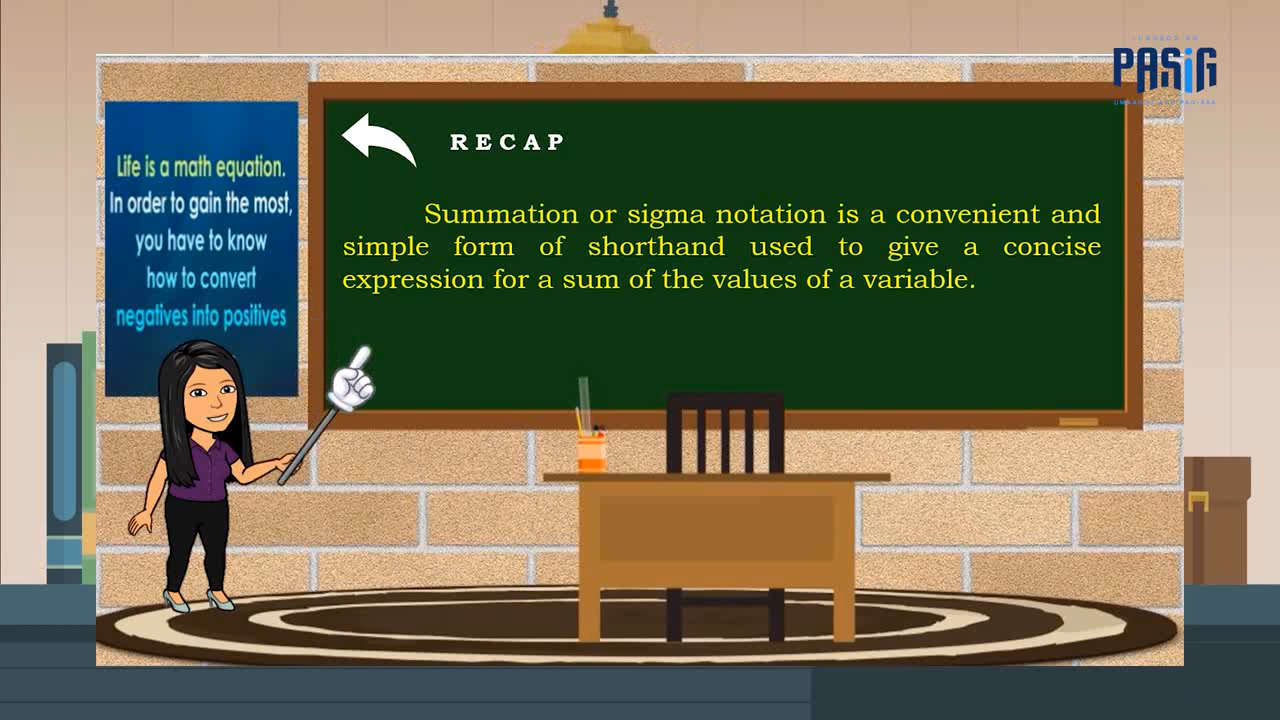 PASIG
Life is a math equation.
In order to gain the most,
you have to know
how to convert
negatives into positives
RECAP
Summation or sigma notation is a convenient and
simple form of shorthand used to give a concise
expression for a sum of the values of a variable.